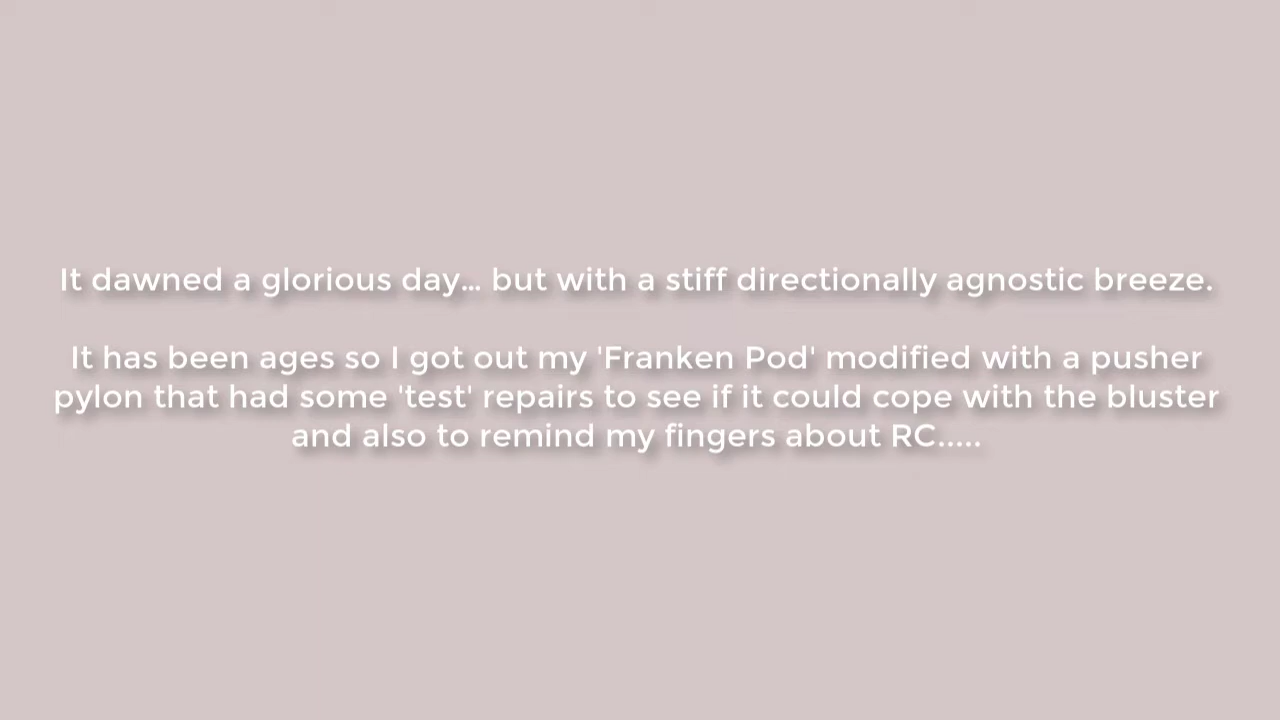 It dawned a glorious day... but with a stiff directionally agnostic breeze.
It has been ages so I got out my 'Franken Pod' modified with a pusher
pylon that had some 'test' repairs to see if it could cope with the bluster
and also to remind my fingers about RC.....